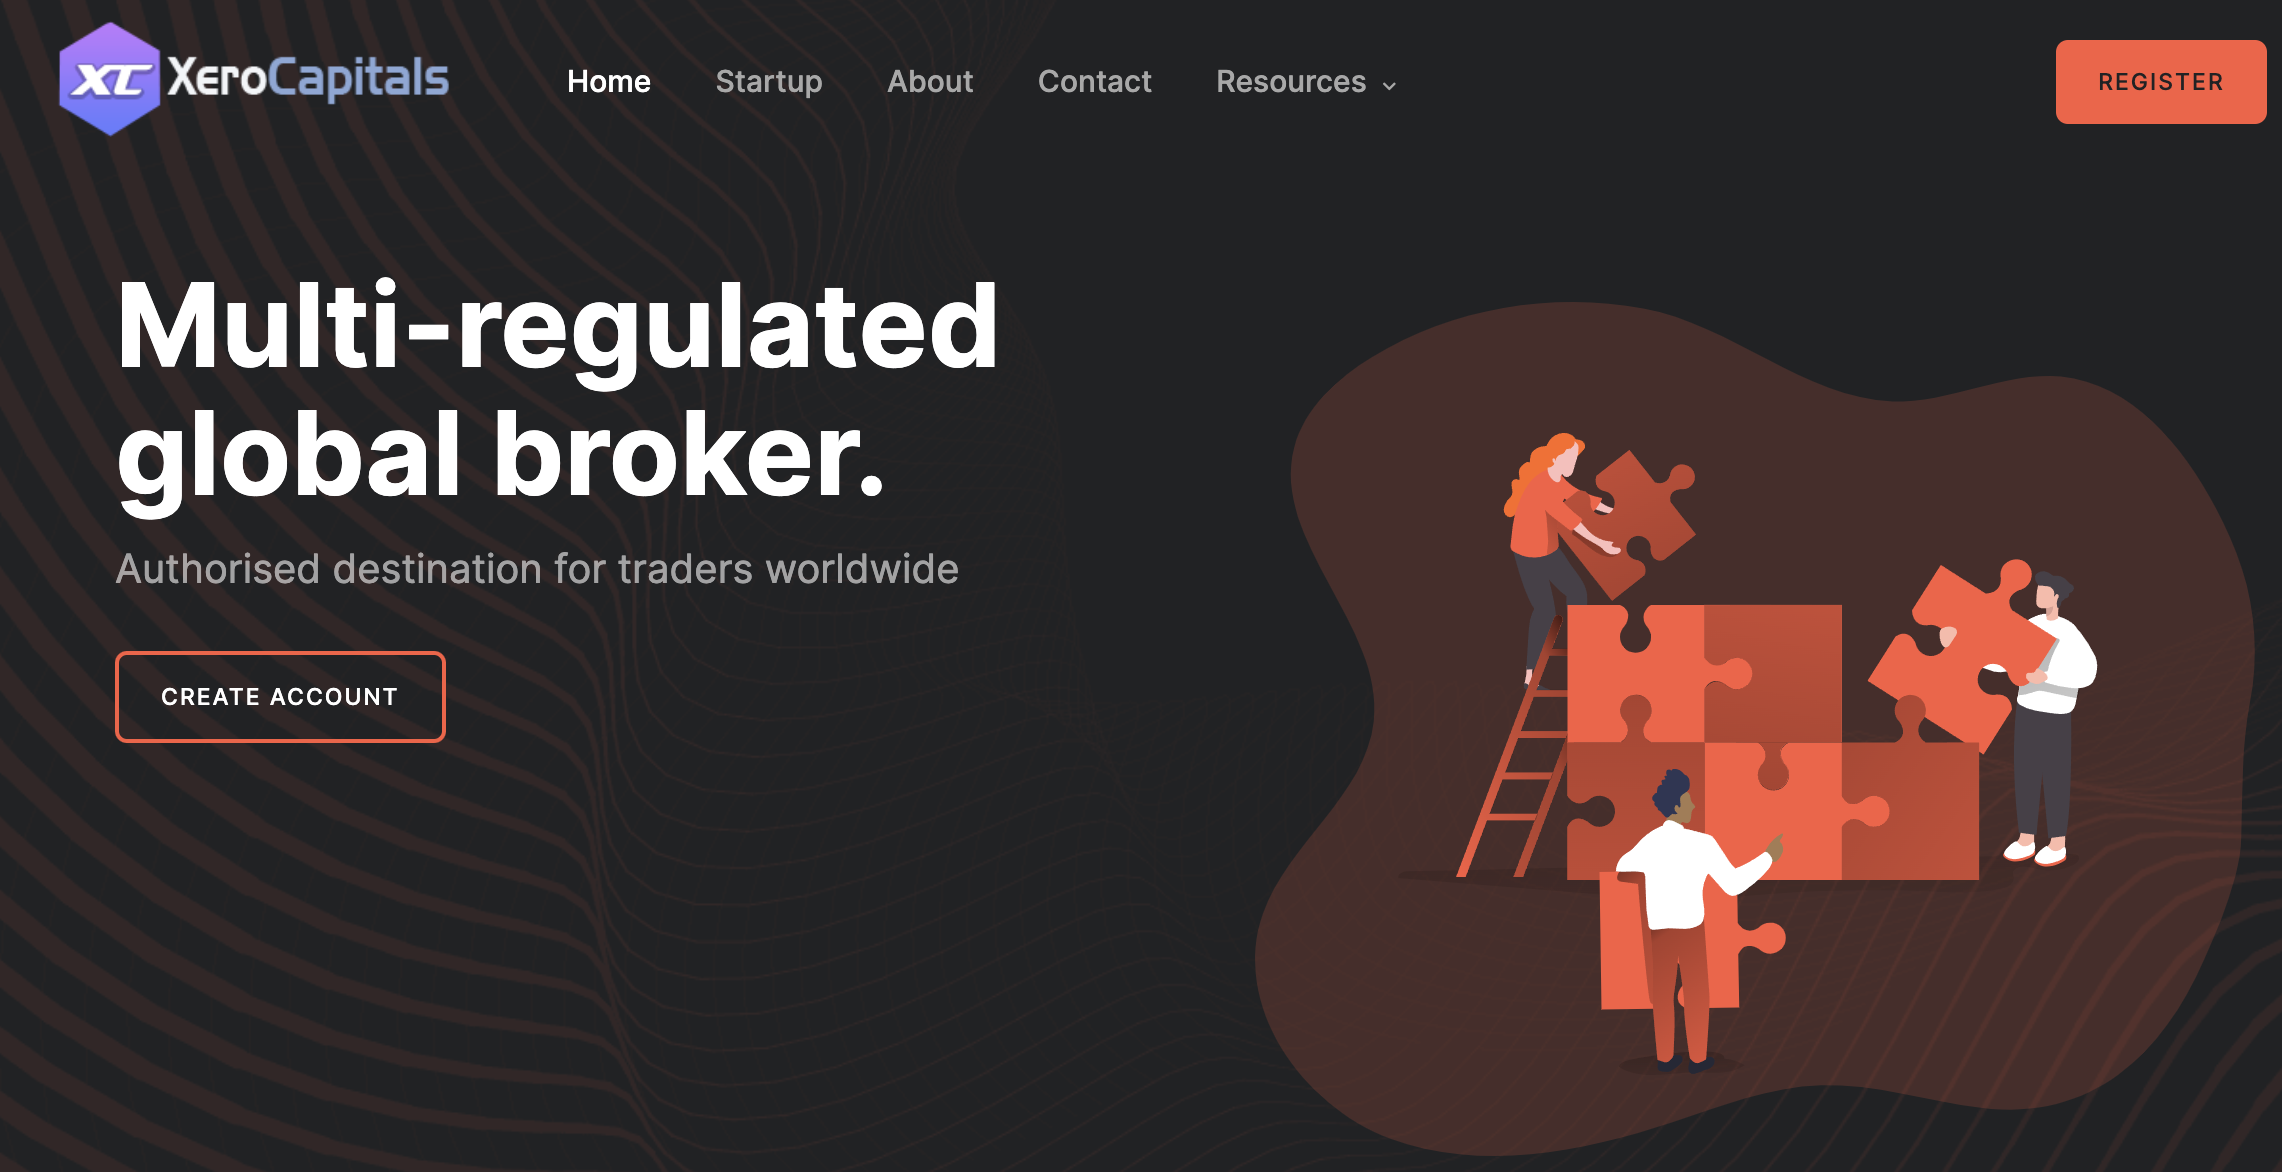 XC XeroCapitals
Home Startup About Contact Resources
REGISTER
Multi-regulated
global broker.
Authorised destination for traders worldwide
CREATE ACCOUNT